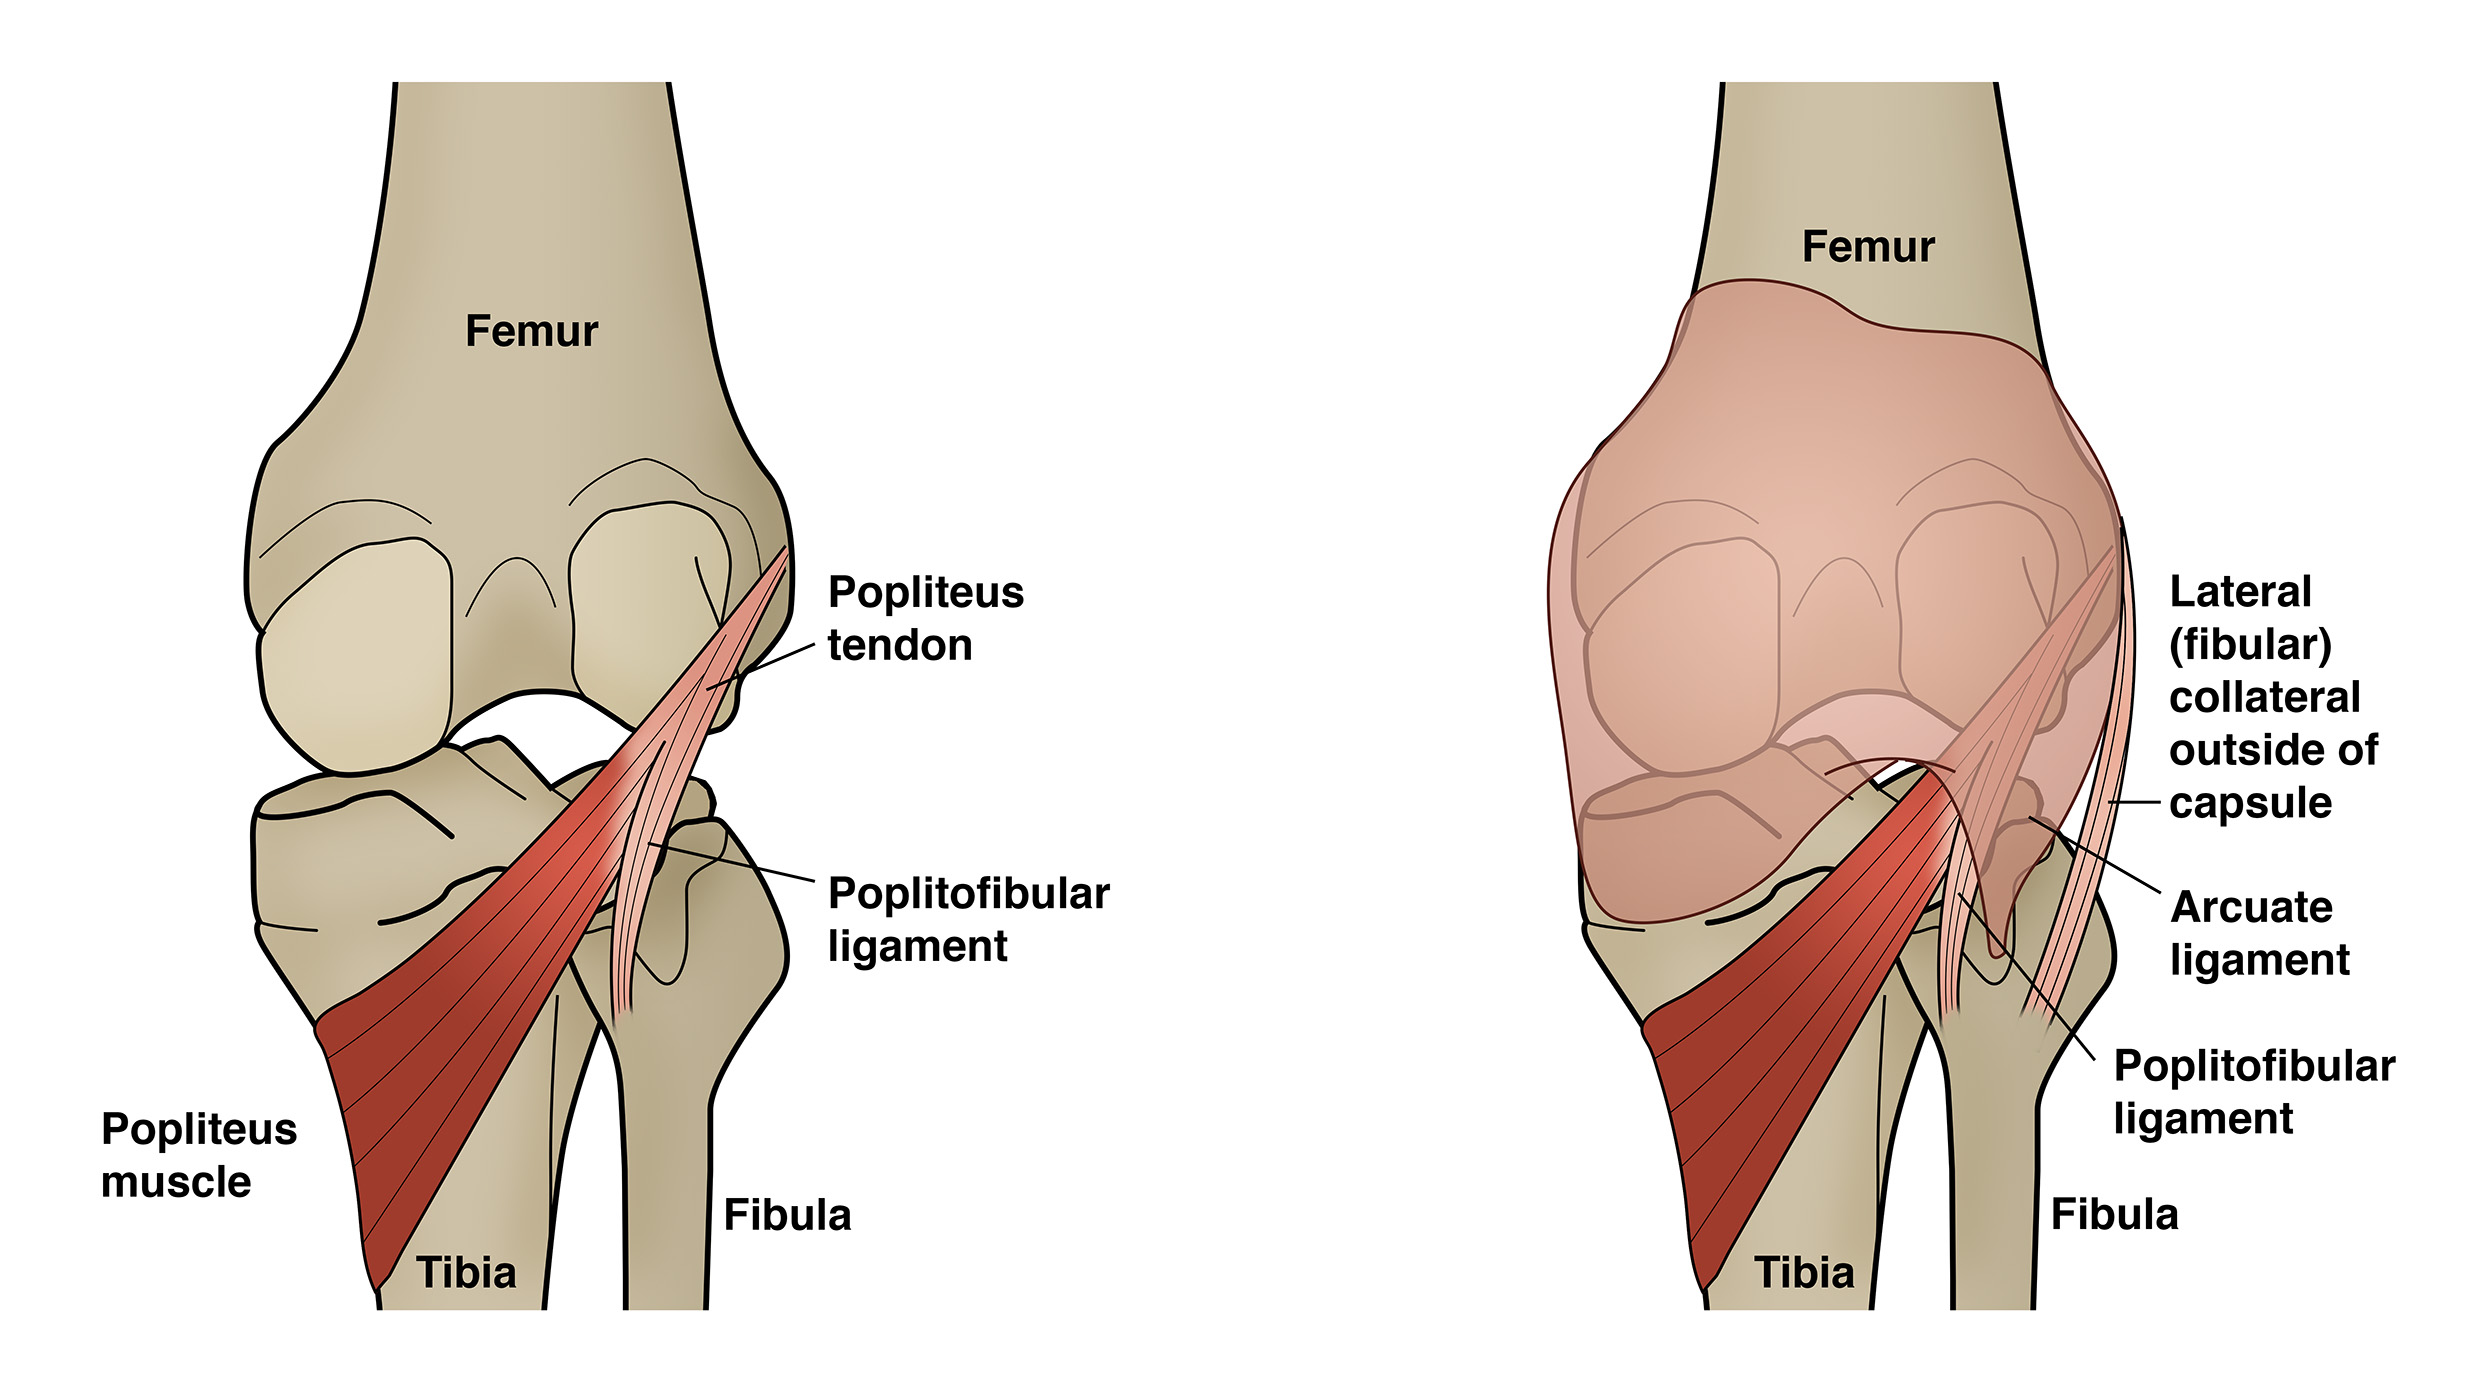 Femur
Popliteus
tendon
Poplitofibular
ligament
Popliteus
muscle
Fibula
Tibia
Femur
Lateral
(fibular)
collateral
outside of
capsule
Arcuate
ligament
Poplitofibular
ligament
Fibula
Tibia